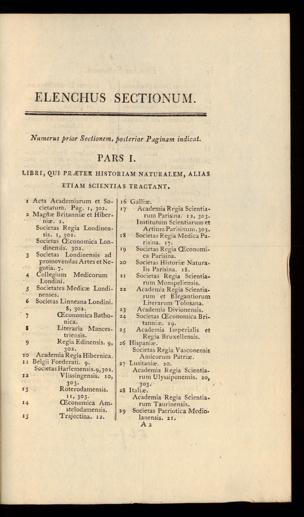 ELENCHUS SECTIONUM.
Numerus prior Sectionem, posterior Paginam indicat.
PARS I.
LIBRI, QUI PRÆTER HISTORIAM NATURALEM, ALIAS
ETIAM SCIENTIAS TRACTANT.
1 Acta Academiarum et So-
cietatum. Pag. 1, 302.
2 Magnæ Britanniæ et Hiber-
niæ. 1.
Societas Regia Londinen-
sis. 1, 302.
Societas Œconomica Lon-
dinensis. 302.
3 Societas Londinensis ad
promovendas Artes et Ne-
gotia. 7.
4 Collegium Medicorum
Londini.
5 Societates Medicæ Londi-
nenses.
6 Societas Linneana Londini.
8, 302.
7 Œconomica Batho-
nica.
8 Literaria Mances-
triensis.
9 Regia Edinensis. 9,
302.
10 Academia Regia Hibernica.
11 Belgii Fœderati. 9.
Societas Harlemensis. 9, 302.
12 Vlissingensis. 10,
303.
13 Roterodamensis.
11, 303.
14 Œconomica Am-
stelodamensis.
15 Trajectina. 12.
16 Galliæ.
17 Academia Regia Scientia-
rum Parisina. 12, 303.
Institutum Scientiarum et
Artium Parisinum. 303.
18 Societas Regia Medica Pa-
risina. 17.
19 Societas Regia Œconomi-
ca Parisina.
20 Societas Historiæ Natura-
lis Parisina. 18.
21 Societas Regia Scientia-
rum Monspeliensis.
22 Academia Regia Scientia-
rum et Elegantiorum
Literarum Tolosana.
23 Academia Divionensis.
24 Societas Œconomica Bri-
tanniæ. 19.
25 Academia Imperialis et
Regia Bruxellensis.
26 Hispaniæ.
Societas Regia Vasconensis
Amicorum Patriæ.
27 Lusitaniæ. 20.
Academia Regia Scientia-
rum Ulyssiponensis. 20,
303.
28 Italiæ.
Academia Regia Scientia-
rum Taurinensis.
29 Societas Patriotica Medio-
lanensis. 21.
A 2